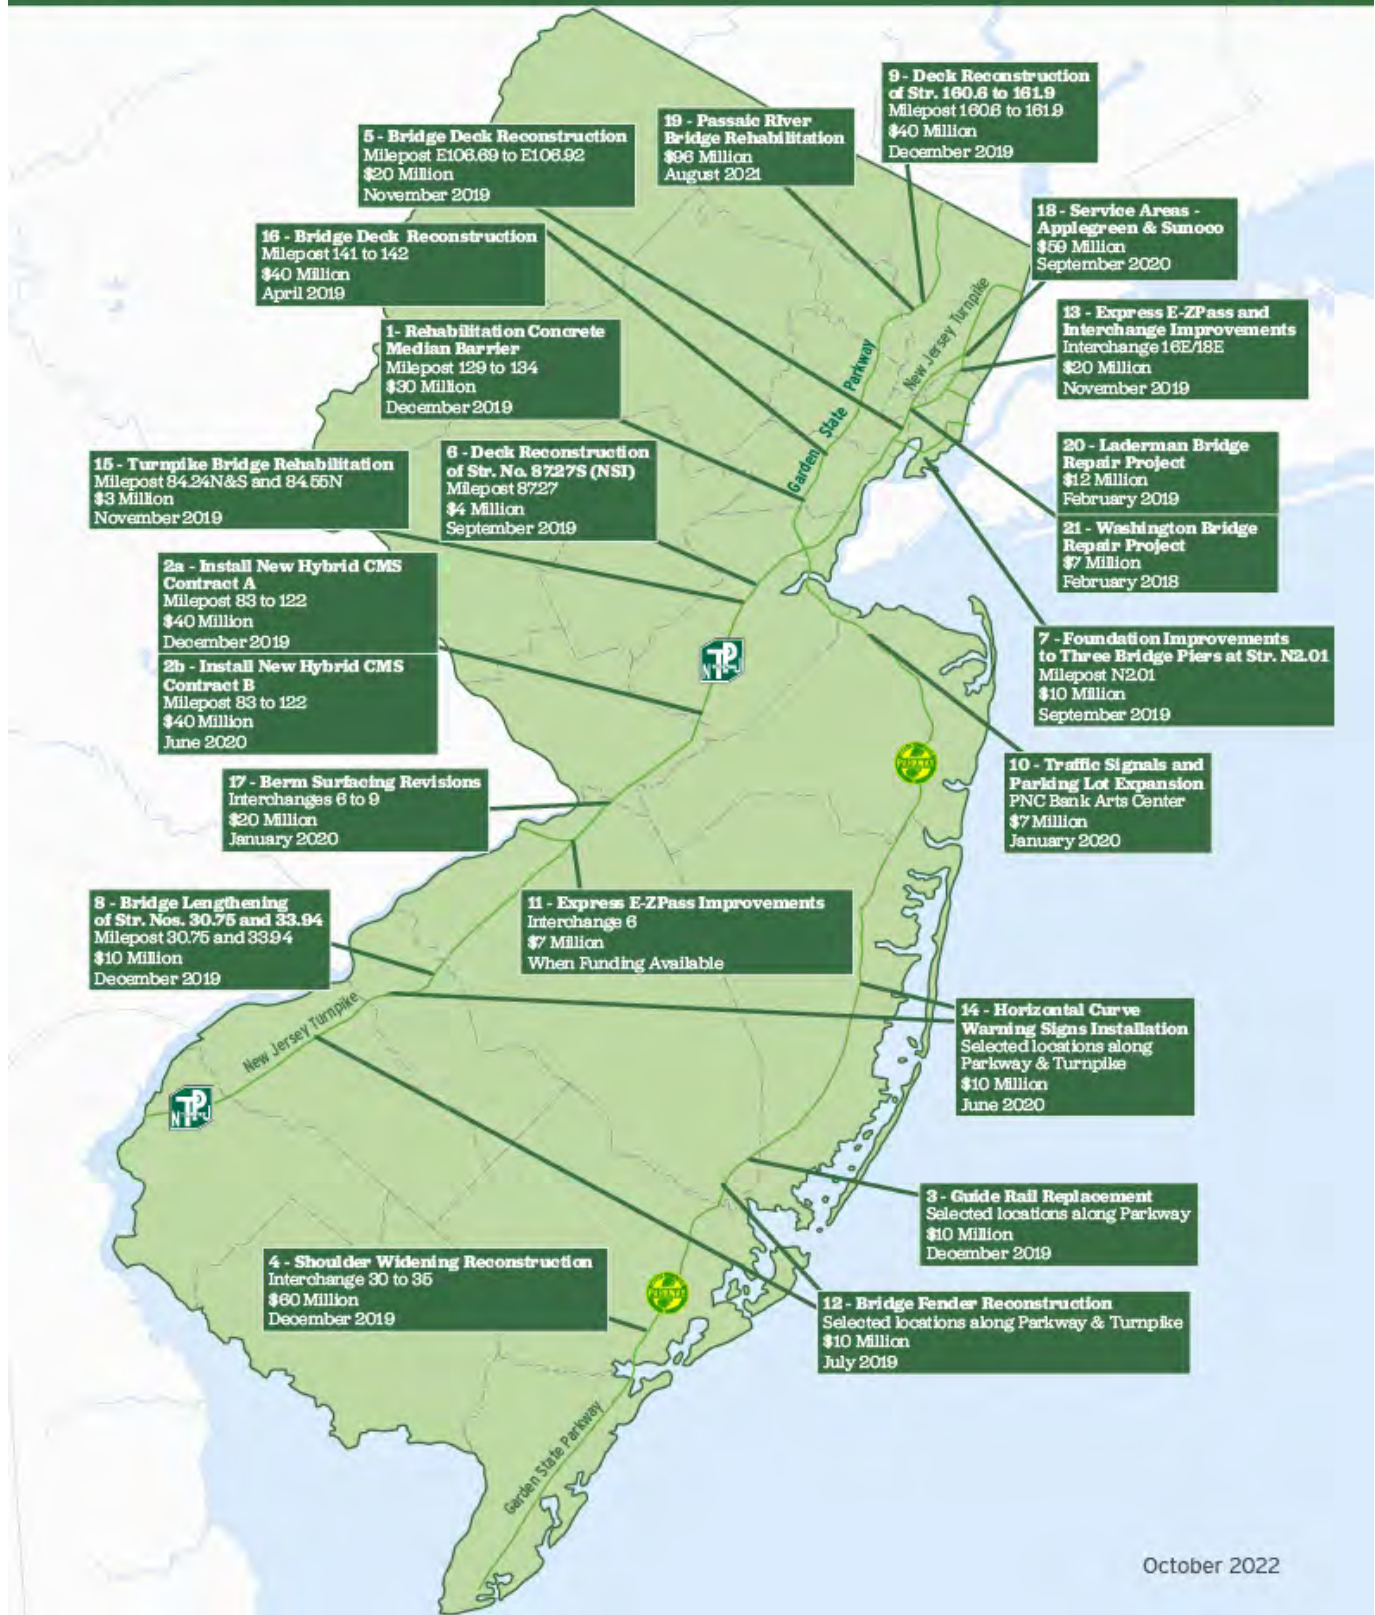 9 - Deck Reconstruction
of Str. 160.6 to 161.9
Milepost 160.6 to 161.9
$40 Million
December 2019
19 - Passaic River
Bridge Rehabilitation
$96 Million
August 2021
5 - Bridge Deck Reconstruction
Milepost E106.69 to E106.92
$20 Million
November 2019
18 - Service Areas -
Applegreen & Sunoco
$59 Million
September 2020
16 - Bridge Deck Reconstruction
Milepost 141 to 142
$40 Million
April 2019
13 - Express E-ZPass and
Interchange Improvements
Interchange 16E/18E
$20 Million
November 2019
1- Rehabilitation Concrete
Median Barrier
Milepost 129 to 134
$30 Million
December 2019
New Jersey Turnpike
Garden State Parkway
20 - Laderman Bridge
Repair Project
$12 Million
February 2019
6 - Deck Reconstruction
of Str. No. 87.27S (NSI)
Milepost 87.27
$4 Million
September 2019
15 - Turnpike Bridge Rehabilitation
Milepost 84.24N&S and 84.55N
$3 Million
November 2019
21 - Washington Bridge
Repair Project
$7 Million
February 2018
2a - Install New Hybrid CMS
Contract A
Milepost 83 to 122
$40 Million
December 2019
2b - Install New Hybrid CMS
Contract B
Milepost 83 to 122
$40 Million
June 2020
7 - Foundation Improvements
to Three Bridge Piers at Str. N2.01
Milepost N2.01
$10 Million
September 2019
10 - Traffic Signals and
Parking Lot Expansion
PNC Bank Arts Center
$7 Million
January 2020
PARKWAY
17 - Berm Surfacing Revisions
Interchanges 6 to 9
$20 Million
January 2020
8 - Bridge Lengthening
of Str. Nos. 30.75 and 33.94
Milepost 30.75 and 33.94
$10 Million
December 2019
11 - Express E-ZPass Improvements
Interchange 6
$7 Million
When Funding Available
14 - Horizontal Curve
Warning Signs Installation
Selected locations along
Parkway & Turnpike
$10 Million
June 2020
New Jersey Turnpike
3 - Guide Rail Replacement
Selected locations along Parkway
$10 Million
December 2019
4 - Shoulder Widening Reconstruction
Interchange 30 to 35
$60 Million
December 2019
PARKWAY
12 - Bridge Fender Reconstruction
Selected locations along Parkway & Turnpike
$10 Million
July 2019
Garden State Parkway
October 2022